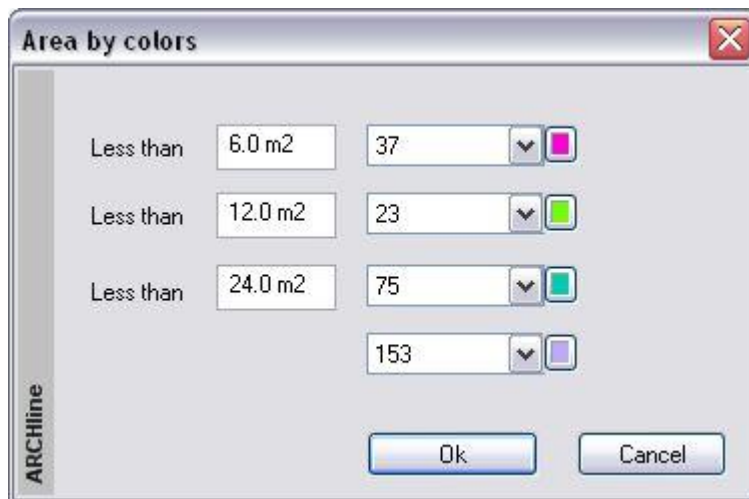 Area by colors
Less than 6.0 m2 37
Less than 12.0 m2 23
Less than 24.0 m2 75
153
Ok Cancel
ARCHline